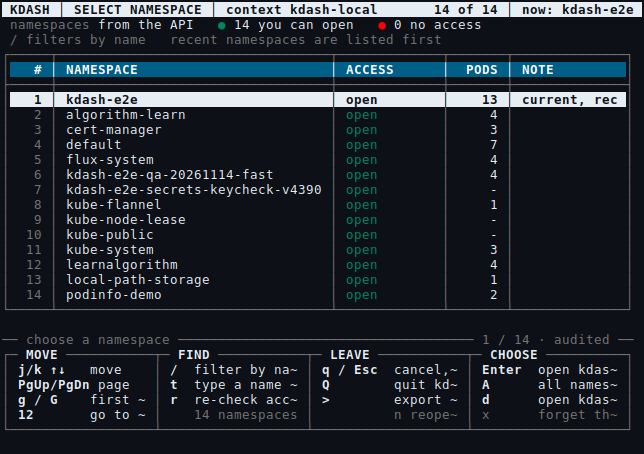 KDASH │ SELECT NAMESPACE │ context kdash-local 14 of 14 │ now: kdash-e2e
namespaces from the API ● 14 you can open ● 0 no access
/ filters by name recent namespaces are listed first
# NAMESPACE ACCESS PODS NOTE
1 kdash-e2e open 13 current, rec
2 algorithm-learn open 4
3 cert-manager open 3
4 default open 7
5 flux-system open 4
6 kdash-e2e-qa-20261114-fast open 4
7 kdash-e2e-secrets-keycheck-v4390 open -
8 kube-flannel open 1
9 kube-node-lease open -
10 kube-public open -
11 kube-system open 3
12 learnalgorithm open 4
13 local-path-storage open 1
14 podinfo-demo open 2
choose a namespace 1 / 14 · audited
MOVE FIND LEAVE CHOOSE
j/k ↑↓ move / filter by na~ q / Esc cancel,~ Enter open kdas~
PgUp/PgDn page t type a name ~ Q quit kd~ A all names~
g / G first ~ r re-check acc~ > export ~ d open kdas~
12 go to ~ 14 namespaces n reope~ x forget th~